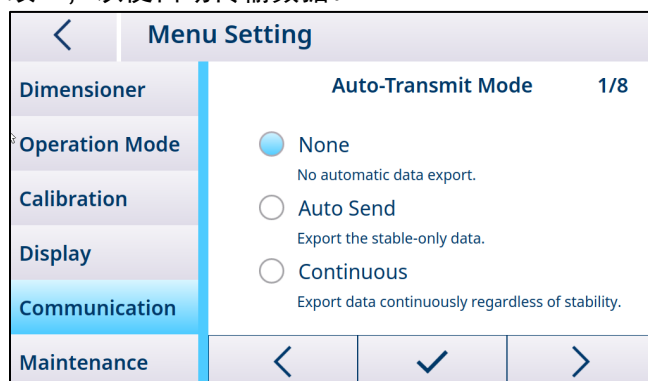 Menu Setting
Dimensioner
Operation Mode
Calibration
Display
Communication
Maintenance
Auto-Transmit Mode 1/8
None
No automatic data export.
Auto Send
Export the stable-only data.
Continuous
Export data continuously regardless of stability.